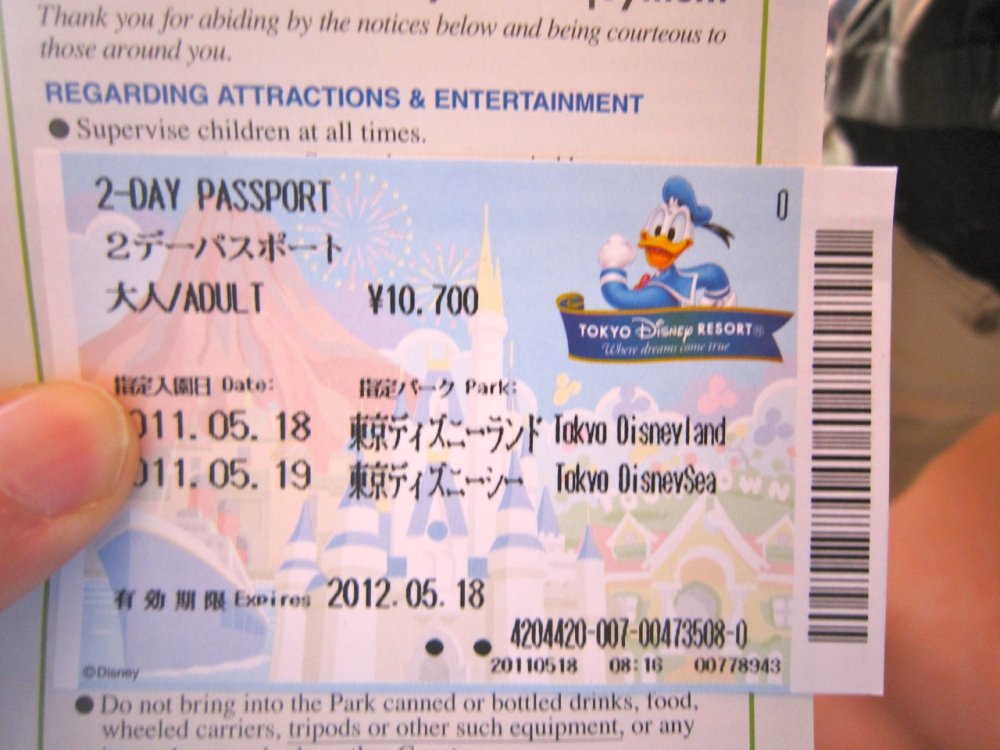 Thank you for abiding by the notices below and being courteous to
those around you.
REGARDING ATTRACTIONS & ENTERTAINMENT
● Supervise children at all times.
2-DAY PASSPORT
0
2デーパスポート
大人/ADULT ¥10,700
TOKYO Disney RESORT®
Where dreams come true
指定入園日 Date: 指定パーク Park:
011.05.18 東京ディズニーランド Tokyo Disneyland
011.05.19 東京ディズニーシー Tokyo DisneySea
有効期限 Expires 2012.05.18
4204420-007-00473508-0
20110518 08:16 00778943
©Disney
● Do not bring into the Park canned or bottled drinks, food,
wheeled carriers, tripods or other such equipment, or any